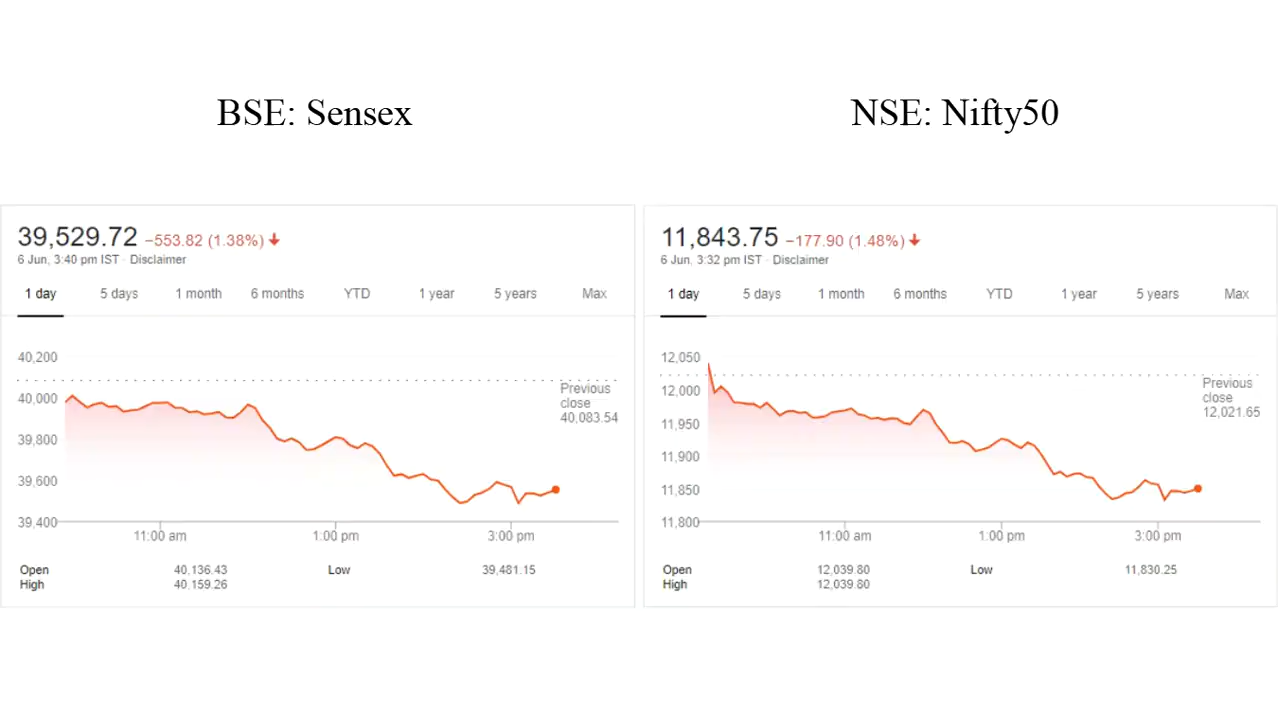 BSE: Sensex
NSE: Nifty50
39,529.72 −553.82 (1.38%)
6 Jun, 3:40 pm IST · Disclaimer
1 day 5 days 1 month 6 months YTD 1 year 5 years Max
40,200
40,000
39,800
39,600
39,400
Previous
close
40,083.54
11:00 am 1:00 pm 3:00 pm
Open 40,136.43 Low 39,481.15
High 40,159.26
11,843.75 −177.90 (1.48%)
6 Jun, 3:32 pm IST · Disclaimer
1 day 5 days 1 month 6 months YTD 1 year 5 years Max
12,050
12,000
11,950
11,900
11,850
11,800
Previous
close
12,021.65
11:00 am 1:00 pm 3:00 pm
Open 12,039.80 Low 11,830.25
High 12,039.80